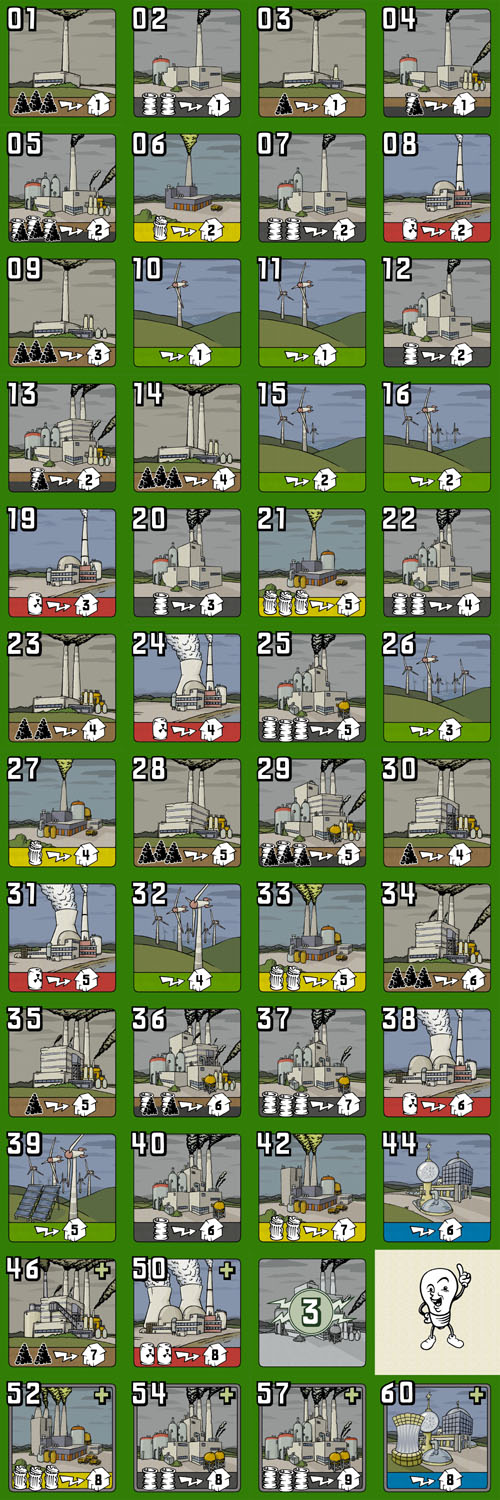 01 02 03 04
1 1 1 1
05 06 07 08
2 2 2 2
09 10 11 12
3 1 1 2
13 14 15 16
2 4 2 2
19 20 21 22
3 3 5 4
23 24 25 26
4 4 5 3
27 28 29 30
4 5 5 4
31 32 33 34
5 4 5 6
35 36 37 38
5 6 7 6
39 40 42 44
5 6 7 6
46 + 50 +
3
7 8
52 + 54 + 57 + 60 +
8 8 9 8